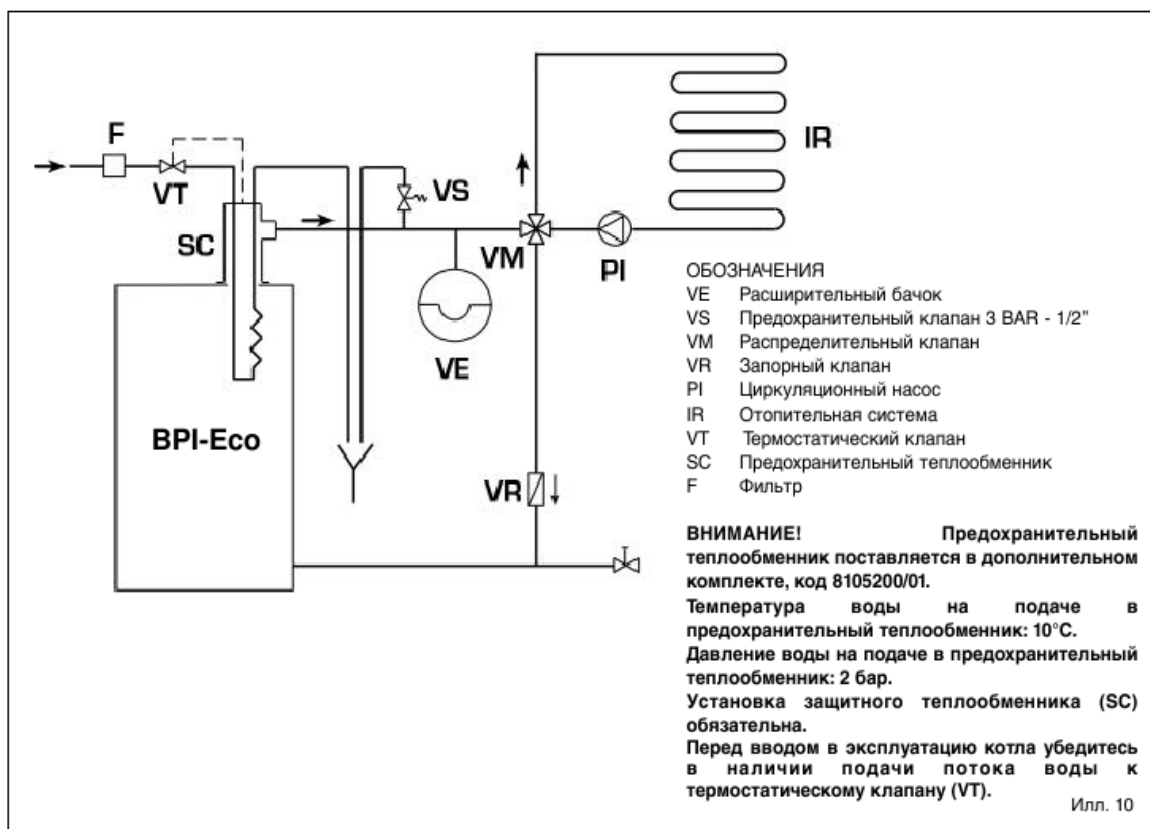 F
VT
VS
SC
VM
PI
IR
VE
BPI-Eco
VR
ОБОЗНАЧЕНИЯ
VE Расширительный бачок
VS Предохранительный клапан 3 BAR - 1/2”
VM Распределительный клапан
VR Запорный клапан
PI Циркуляционный насос
IR Отопительная система
VT Термостатический клапан
SC Предохранительный теплообменник
F Фильтр
ВНИМАНИЕ! Предохранительный
теплообменник поставляется в дополнительном
комплекте, код 8105200/01.
Температура воды на подаче в
предохранительный теплообменник: 10°C.
Давление воды на подаче в предохранительный
теплообменник: 2 бар.
Установка защитного теплообменника (SC)
обязательна.
Перед вводом в эксплуатацию котла убедитесь
в наличии подачи потока воды к
термостатическому клапану (VT).
Илл. 10